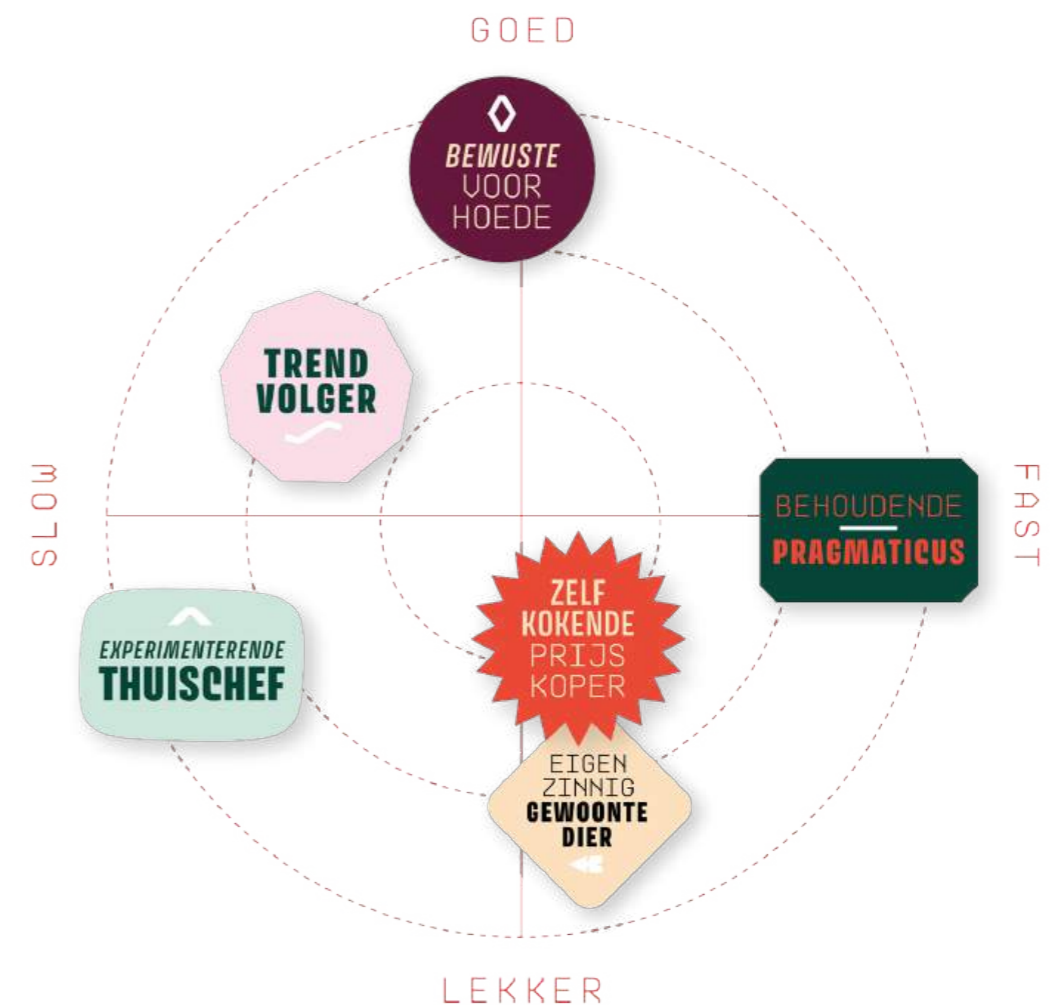 GOED
BEWUSTE
VOOR
HOEDE
TREND
VOLGER
SLOW
FAST
BEHOUDENDE
PRAGMATICUS
ZELF
KOKENDE
PRIJS
KOPER
EXPERIMENTERENDE
THUISCHEF
EIGEN
ZINNIG
GEWOONTE
DIER
LEKKER